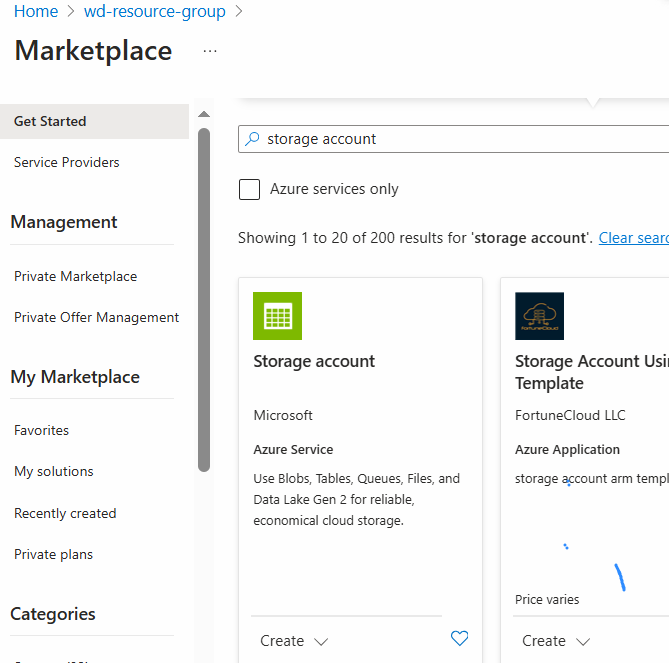 Home > wd-resource-group >
Marketplace ...
Get Started
Service Providers
Management
Private Marketplace
Private Offer Management
My Marketplace
Favorites
My solutions
Recently created
Private plans
Categories
storage account
Azure services only
Showing 1 to 20 of 200 results for 'storage account'. Clear searc
Storage account
Microsoft
Azure Service
Use Blobs, Tables, Queues, Files, and
Data Lake Gen 2 for reliable,
economical cloud storage.
Create
FortuneCloud
Storage Account Usi
Template
FortuneCloud LLC
Azure Application
storage account arm templ
Price varies
Create